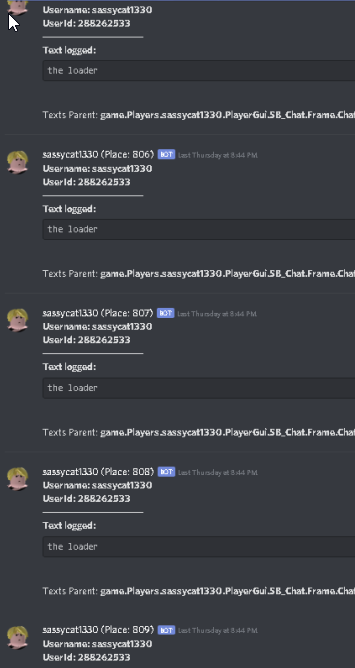 Username: sassycat1330
UserId: 288262533
Text logged:
the loader
Texts Parent: game.Players.sassycat1330.PlayerGui.SB_Chat.Frame.Chat
sassycat1330 (Place: 806) BOT Last Thursday at 8:44 PM
Username: sassycat1330
UserId: 288262533
Text logged:
the loader
Texts Parent: game.Players.sassycat1330.PlayerGui.SB_Chat.Frame.Chat
sassycat1330 (Place: 807) BOT Last Thursday at 8:44 PM
Username: sassycat1330
UserId: 288262533
Text logged:
the loader
Texts Parent: game.Players.sassycat1330.PlayerGui.SB_Chat.Frame.Chat
sassycat1330 (Place: 808) BOT Last Thursday at 8:44 PM
Username: sassycat1330
UserId: 288262533
Text logged:
the loader
Texts Parent: game.Players.sassycat1330.PlayerGui.SB_Chat.Frame.Chat
sassycat1330 (Place: 809) BOT Last Thursday at 8:44 PM
Username: sassycat1330
UserId: 288262533